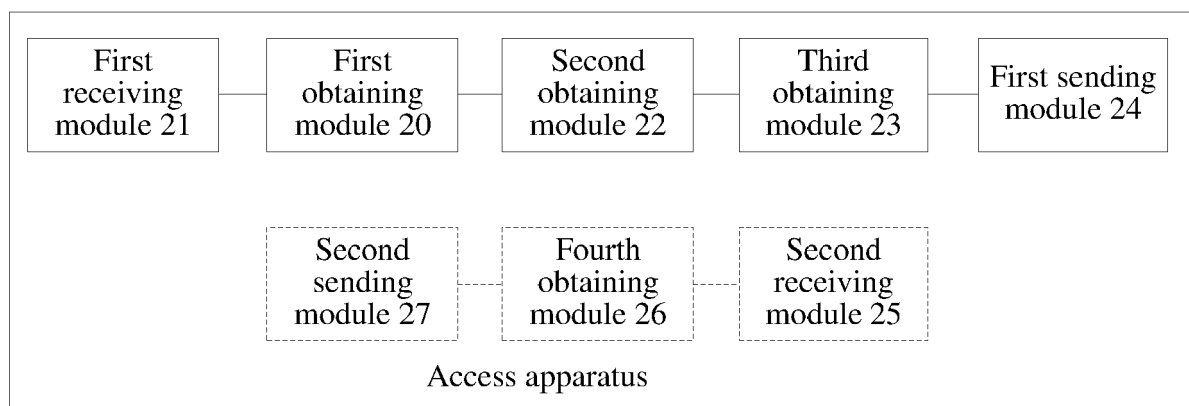 First
receiving
module 21
First
obtaining
module 20
Second
obtaining
module 22
Third
obtaining
module 23
First sending
module 24
Second
sending
module 27
Fourth
obtaining
module 26
Second
receiving
module 25
Access apparatus